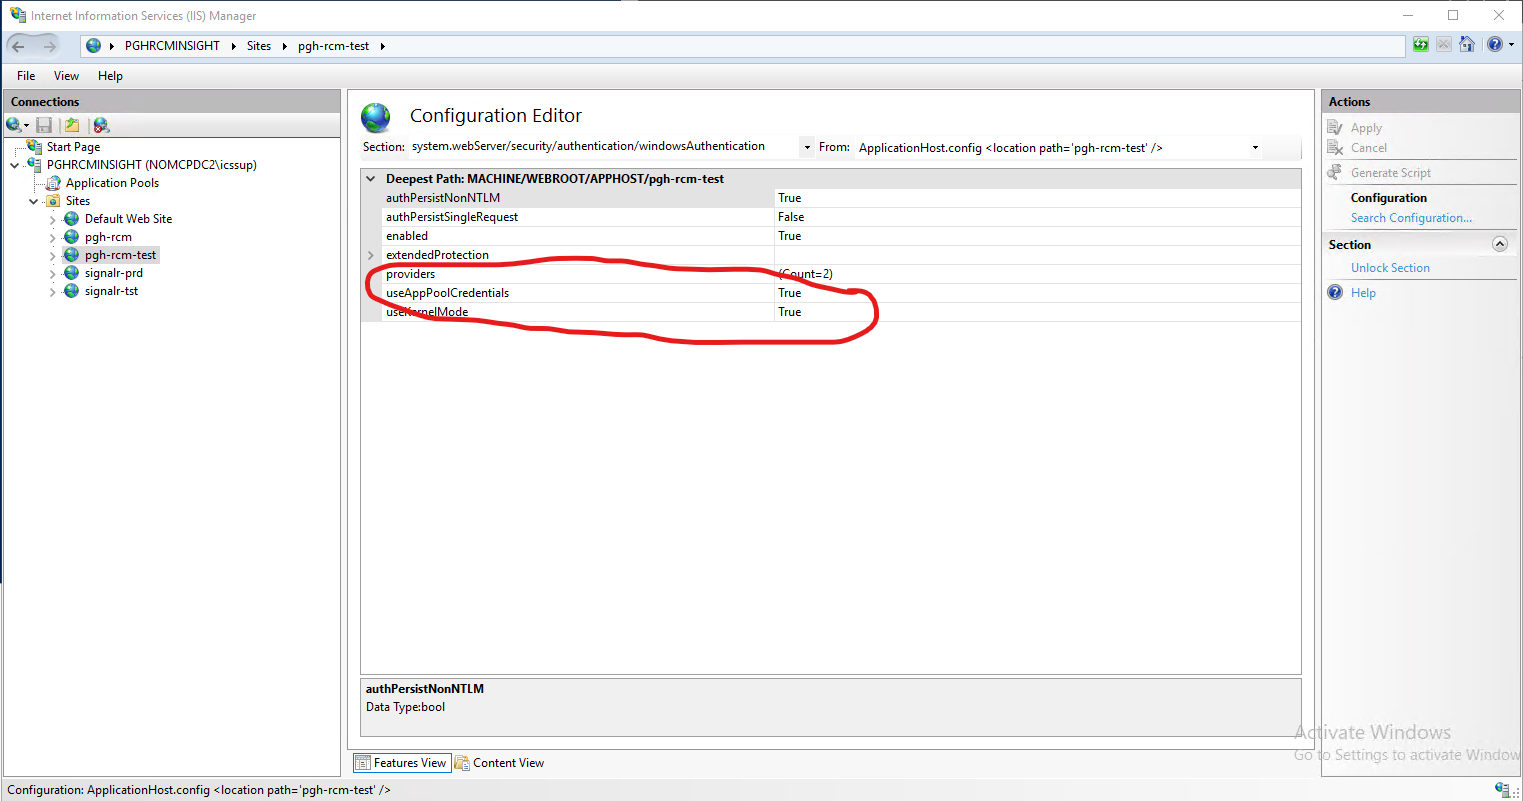 Internet Information Services (IIS) Manager
PGHRCMINSIGHT Sites pgh-rcm-test
File View Help
Connections
Start Page
PGHRCMINSIGHT (NOMCPDC2\icssup)
Application Pools
Sites
Default Web Site
pgh-rcm
pgh-rcm-test
signalr-prd
signalr-tst
Configuration Editor
Section: system.webServer/security/authentication/windowsAuthentication From: ApplicationHost.config <location path='pgh-rcm-test' />
Deepest Path: MACHINE/WEBROOT/APPHOST/pgh-rcm-test
authPersistNonNTLM True
authPersistSingleRequest False
enabled True
extendedProtection
providers (Count=2)
useAppPoolCredentials True
useKernelMode True
authPersistNonNTLM
Data Type:bool
Features View Content View
Actions
Apply
Cancel
Generate Script
Configuration
Search Configuration...
Section
Unlock Section
Help
Activate Windows
Go to Settings to activate Window
Configuration: ApplicationHost.config <location path='pgh-rcm-test' />